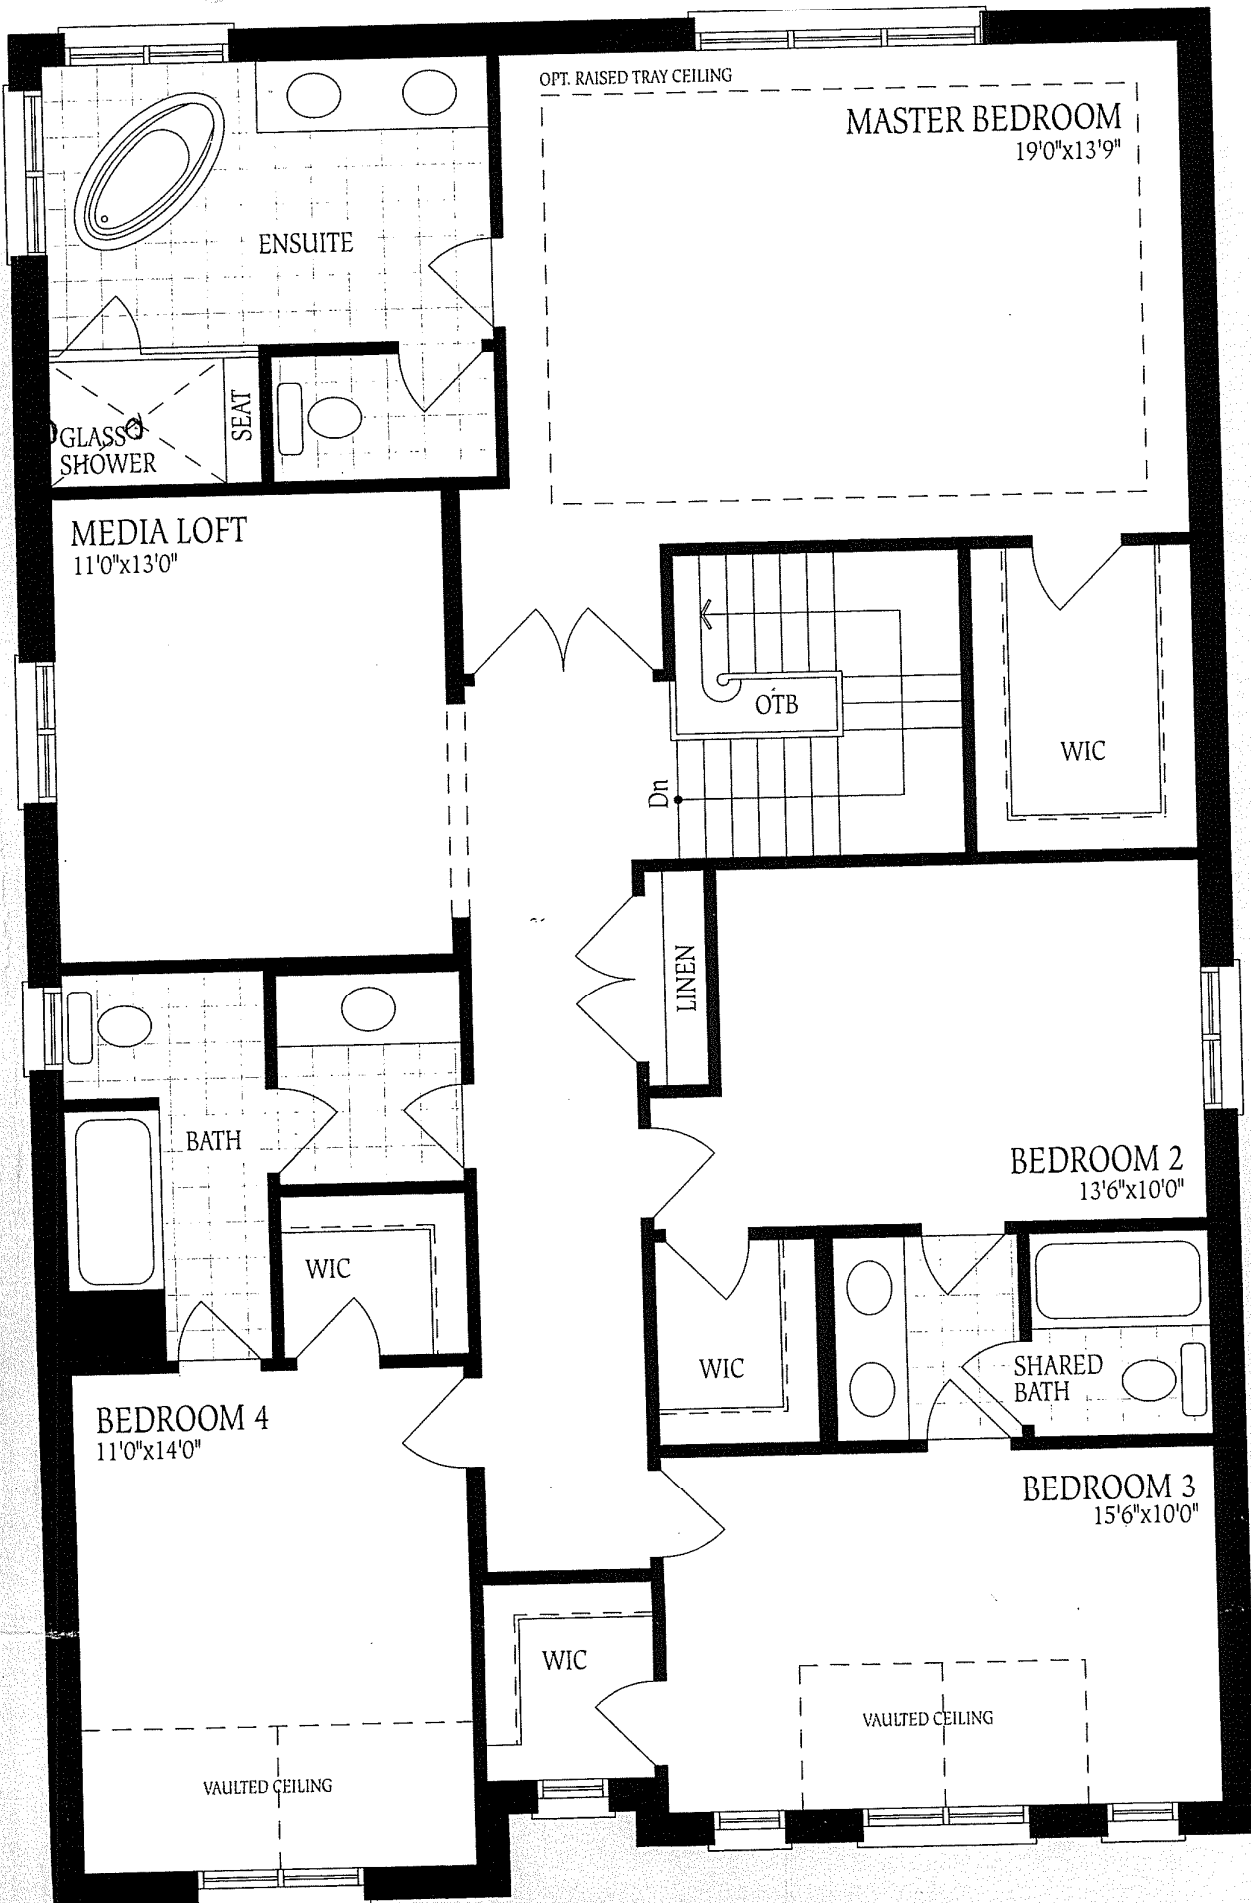 OPT. RAISED TRAY CEILING
MASTER BEDROOM
19'0"x13'9"
ENSUITE
SEAT
GLASS
SHOWER
MEDIA LOFT
11'0"x13'0"
OTB
WIC
Dn
LINEN
BATH
BEDROOM 2
13'6"x10'0"
WIC
WIC
SHARED
BATH
BEDROOM 4
11'0"x14'0"
BEDROOM 3
15'6"x10'0"
WIC
VAULTED CEILING
VAULTED CEILING